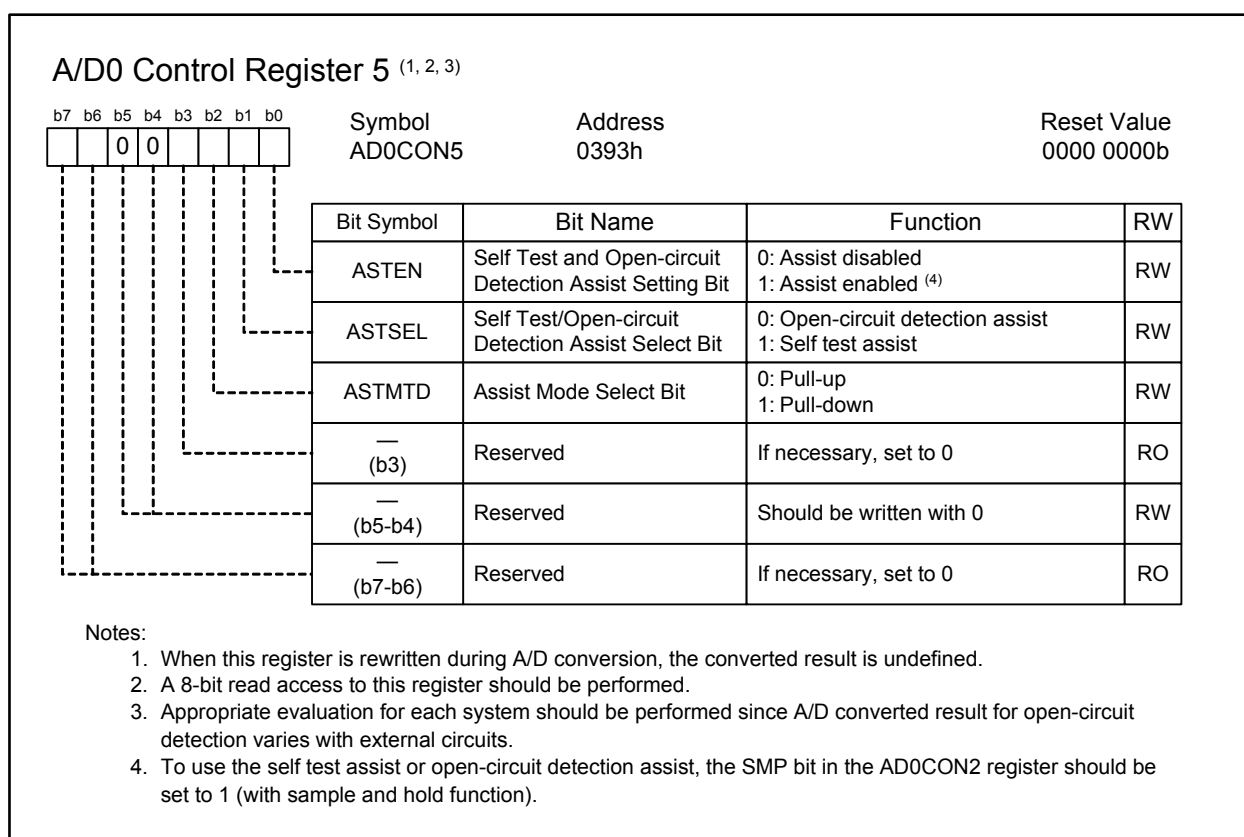 A/D0 Control Register 5 (1, 2, 3)
b7 b6 b5 b4 b3 b2 b1 b0
0 0
Symbol Address Reset Value
AD0CON5 0393h 0000 0000b
Bit Symbol Bit Name Function RW
ASTEN Self Test and Open-circuit Detection Assist Setting Bit 0: Assist disabled 1: Assist enabled (4) RW
ASTSEL Self Test/Open-circuit Detection Assist Select Bit 0: Open-circuit detection assist 1: Self test assist RW
ASTMTD Assist Mode Select Bit 0: Pull-up 1: Pull-down RW
— (b3) Reserved If necessary, set to 0 RO
— (b5-b4) Reserved Should be written with 0 RW
— (b7-b6) Reserved If necessary, set to 0 RO
Notes:
1. When this register is rewritten during A/D conversion, the converted result is undefined.
2. A 8-bit read access to this register should be performed.
3. Appropriate evaluation for each system should be performed since A/D converted result for open-circuit
detection varies with external circuits.
4. To use the self test assist or open-circuit detection assist, the SMP bit in the AD0CON2 register should be
set to 1 (with sample and hold function).